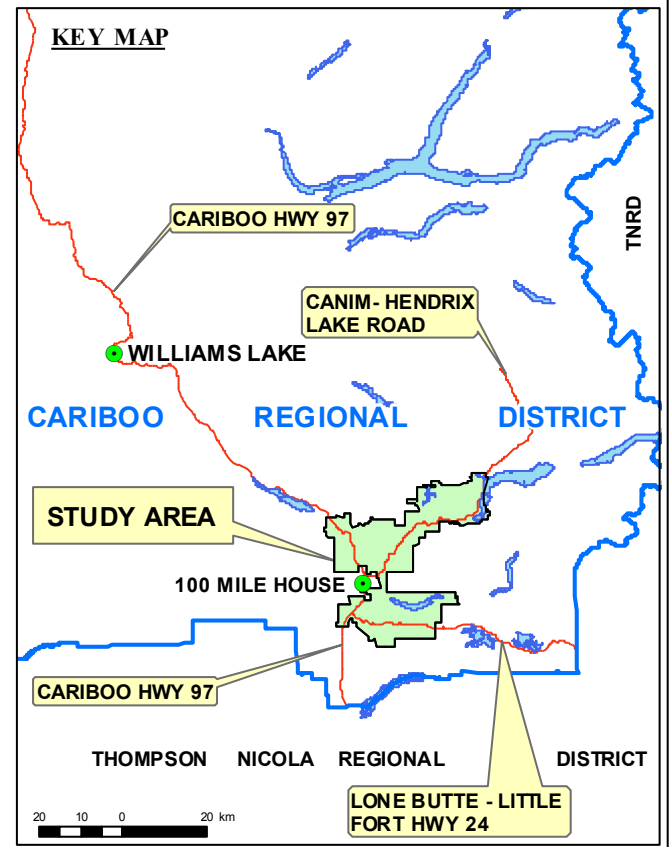 KEY MAP
TNRD
CARIBOO HWY 97
CANIM- HENDRIX
LAKE ROAD
WILLIAMS LAKE
CARIBOO REGIONAL DISTRICT
STUDY AREA
100 MILE HOUSE
CARIBOO HWY 97
THOMPSON NICOLA REGIONAL DISTRICT
LONE BUTTE - LITTLE
FORT HWY 24
20 10 0 20 km